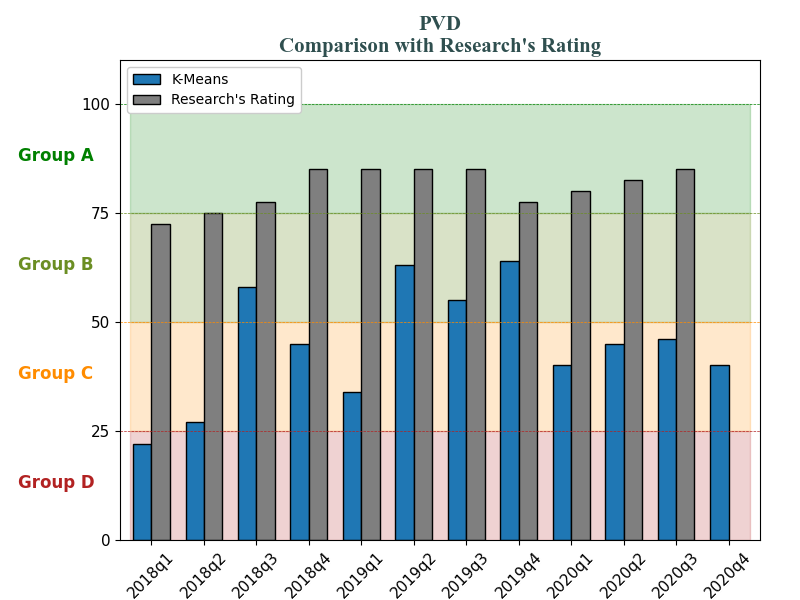 PVD
Comparison with Research's Rating
K-Means
Research's Rating
100
Group A
75
Group B
50
Group C
25
Group D
0
2018q1 2018q2 2018q3 2018q4 2019q1 2019q2 2019q3 2019q4 2020q1 2020q2 2020q3 2020q4